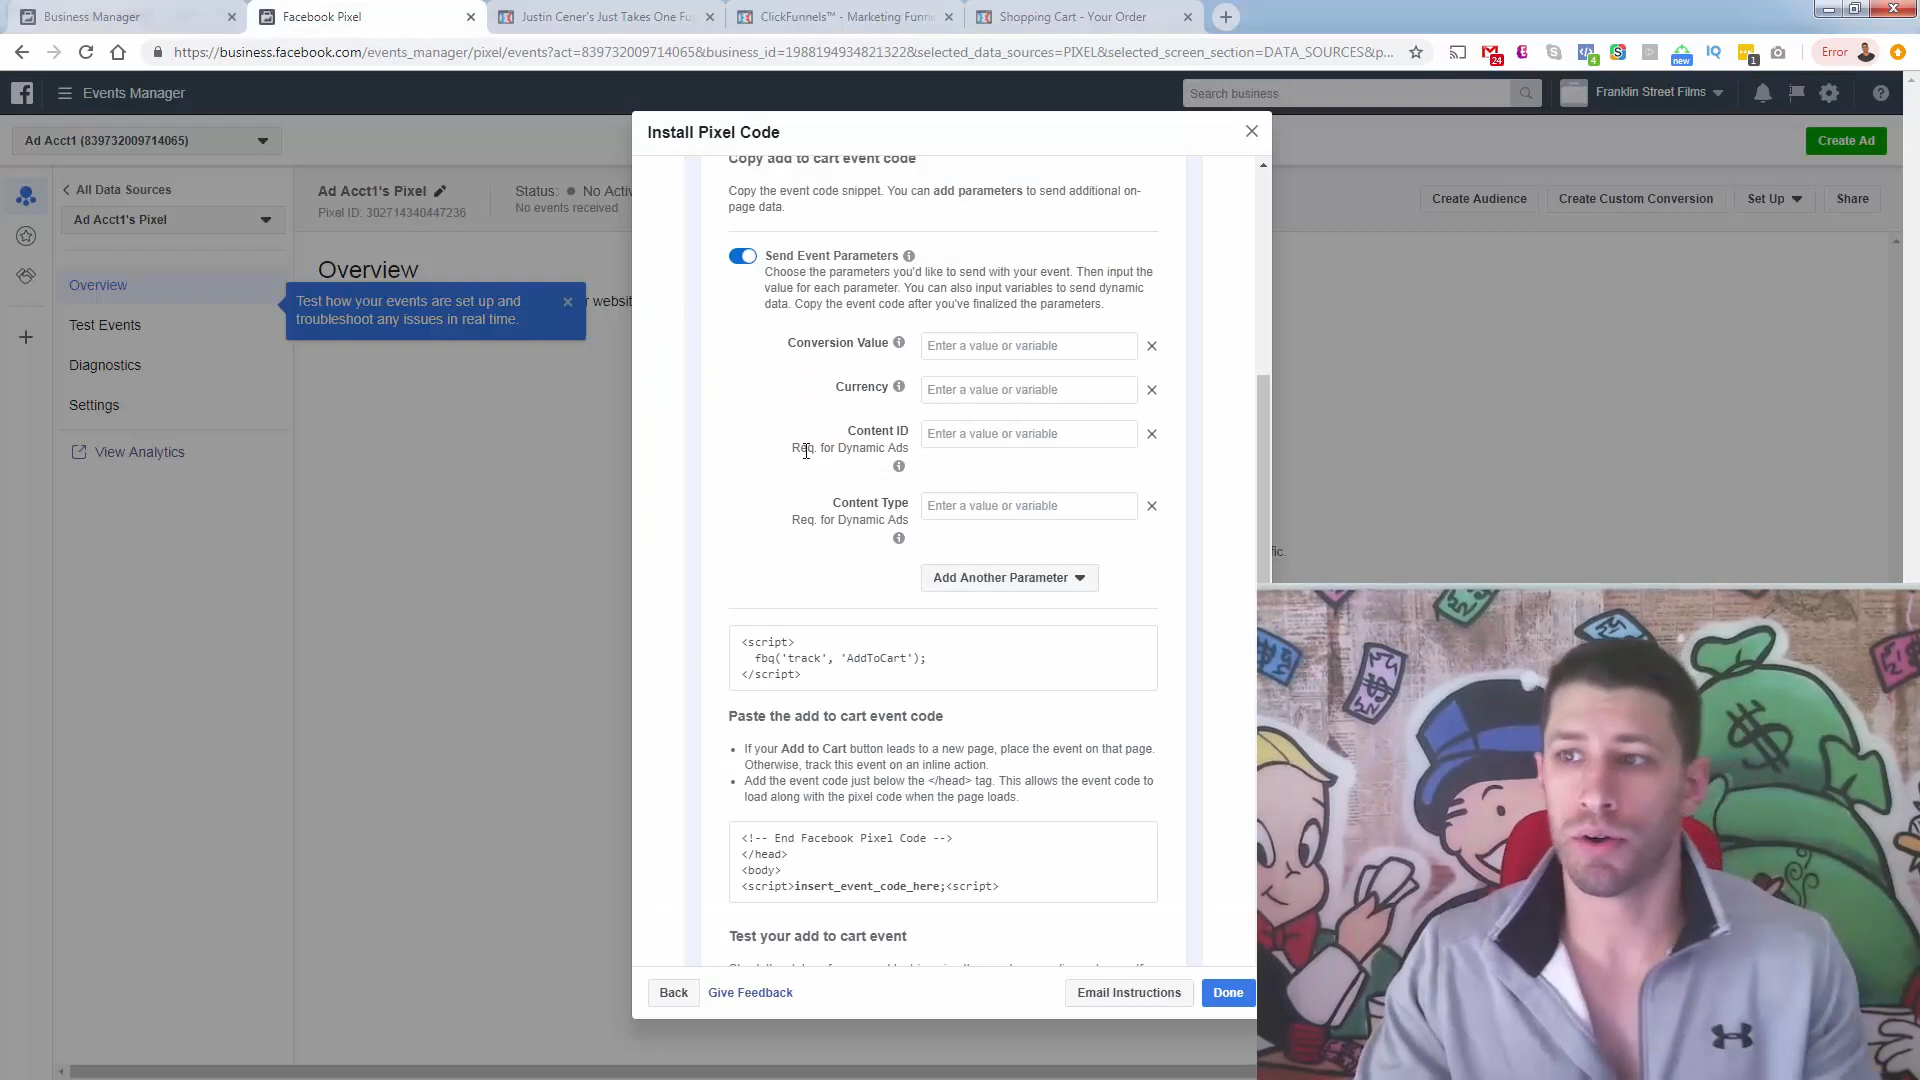 Business Manager
Facebook Pixel
Justin Cener's Just Takes One Fu
ClickFunnels™ - Marketing Funne
Shopping Cart - Your Order
https://business.facebook.com/events_manager/pixel/events?act=839732009714065&business_id=1988194934821322&selected_data_sources=PIXEL&selected_screen_section=DATA_SOURCES&p...
24
4
new
IQ
1
Error
Events Manager
Search business
Franklin Street Films
Ad Acct1 (839732009714065)
Create Ad
All Data Sources
Ad Acct1's Pixel
Ad Acct1's Pixel
Pixel ID: 302714340447236
Status: No Activ
No events received
Create Audience
Create Custom Conversion
Set Up
Share
Overview
Test Events
Diagnostics
Settings
View Analytics
Overview
r websit
Test how your events are set up and
troubleshoot any issues in real time.
fic.
Install Pixel Code
Copy add to cart event code
Copy the event code snippet. You can add parameters to send additional on-
page data.
Send Event Parameters
Choose the parameters you'd like to send with your event. Then input the
value for each parameter. You can also input variables to send dynamic
data. Copy the event code after you've finalized the parameters.
Conversion Value
Enter a value or variable
Currency
Enter a value or variable
Content ID
Req. for Dynamic Ads
Enter a value or variable
Content Type
Req. for Dynamic Ads
Enter a value or variable
Add Another Parameter
<script>
fbq('track', 'AddToCart');
</script>
Paste the add to cart event code
• If your Add to Cart button leads to a new page, place the event on that page.
Otherwise, track this event on an inline action.
• Add the event code just below the </head> tag. This allows the event code to
load along with the pixel code when the page loads.
<!-- End Facebook Pixel Code -->
</head>
<body>
<script>insert_event_code_here;<script>
Test your add to cart event
Back
Give Feedback
Email Instructions
Done